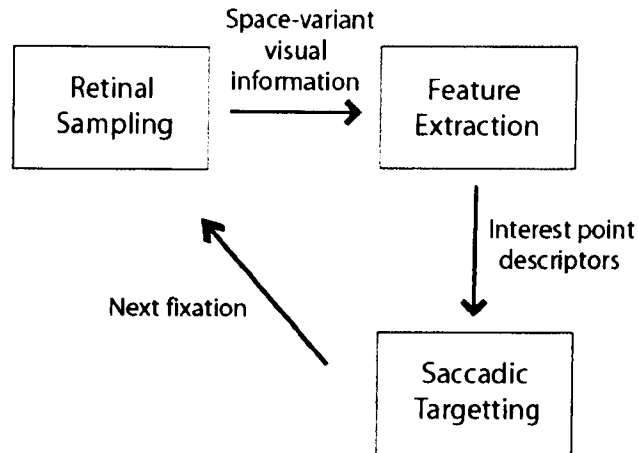 Space-variant
visual
information
Retinal
Sampling
Feature
Extraction
Interest point
descriptors
Next fixation
Saccadic
Targetting